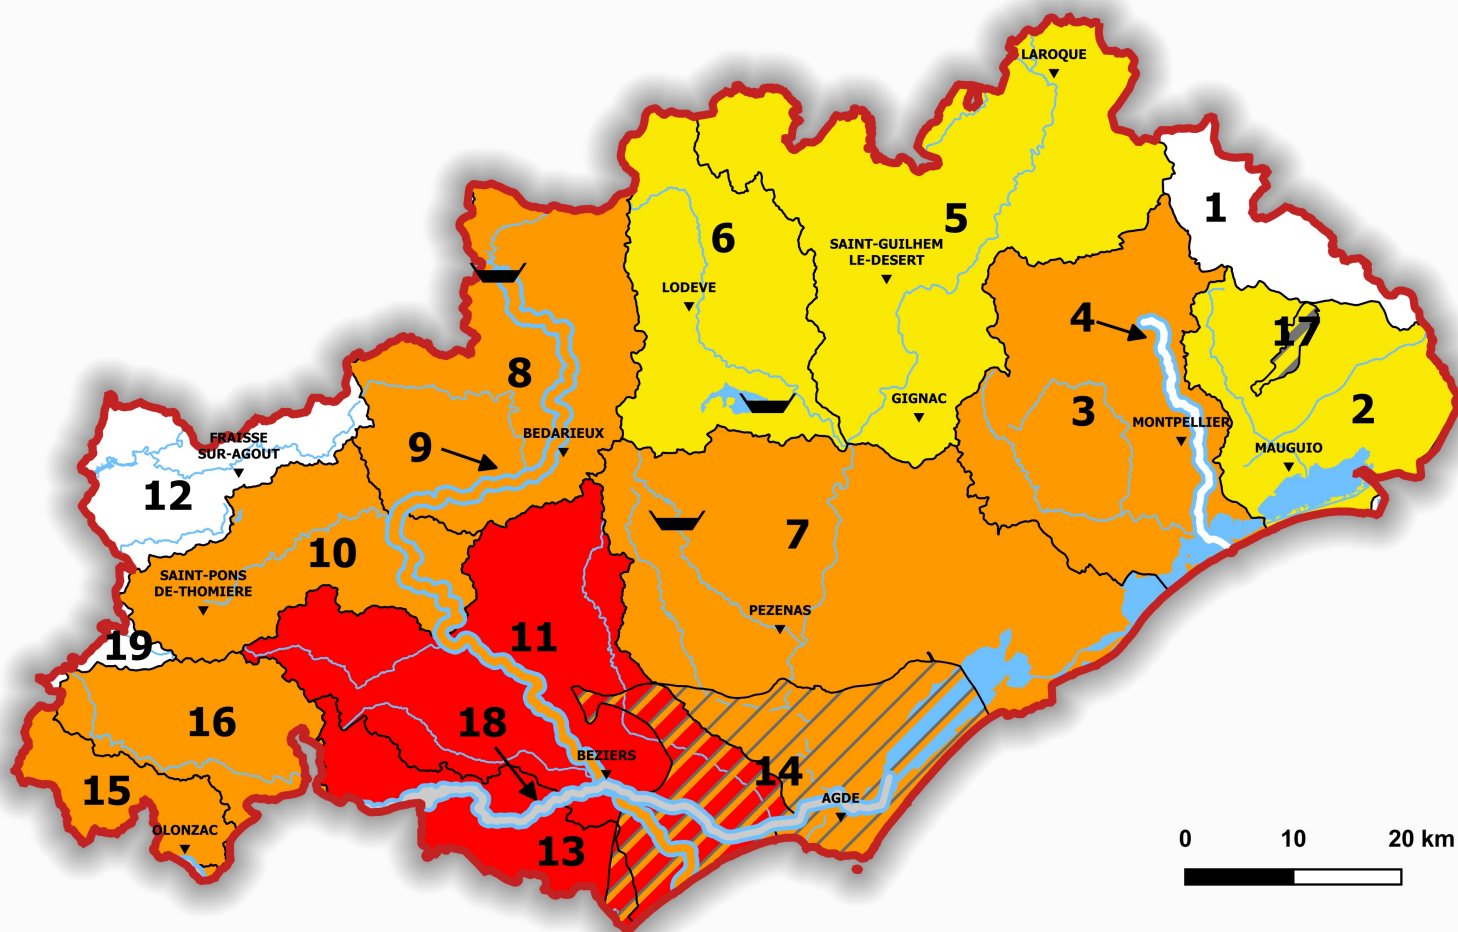 LAROQUE
1
5
6
SAINT-GUILHEM
LE-DESERT
LODEVE
4
17
8
GIGNAC
3
2
MONTPELLIER
BEDARIEUX
9
FRAISSE
SUR-AGOUT
MAUGUIO
12
7
10
SAINT-PONS
DE-THOMIERE
PEZENAS
11
19
16
18
BEZIERS
14
15
AGDE
OLONZAC
13
0 10 20 km